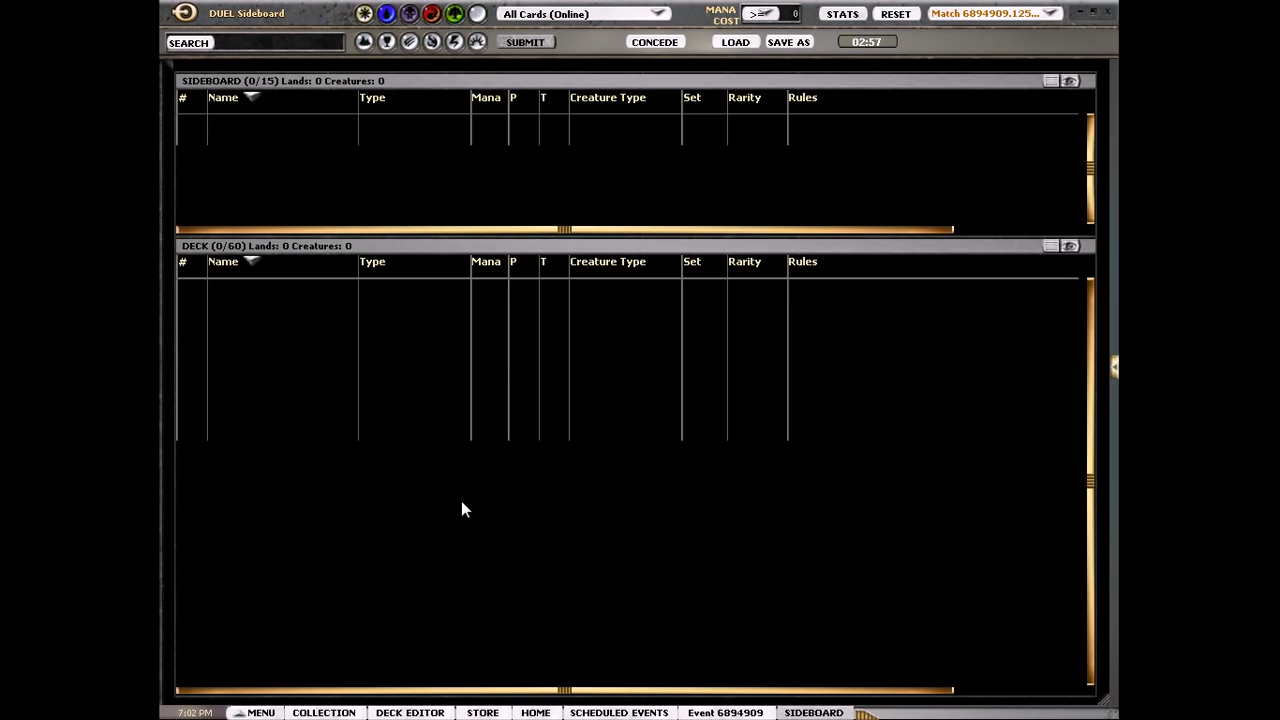 DUEL Sideboard All Cards (Online) MANA COST >= 0 STATS RESET Match 6894909.125...
SEARCH SUBMIT CONCEDE LOAD SAVE AS 02:57
SIDEBOARD (0/15) Lands: 0 Creatures: 0
# Name Type Mana P T Creature Type Set Rarity Rules
DECK (0/60) Lands: 0 Creatures: 0
# Name Type Mana P T Creature Type Set Rarity Rules
7:02 PM MENU COLLECTION DECK EDITOR STORE HOME SCHEDULED EVENTS Event 6894909 SIDEBOARD